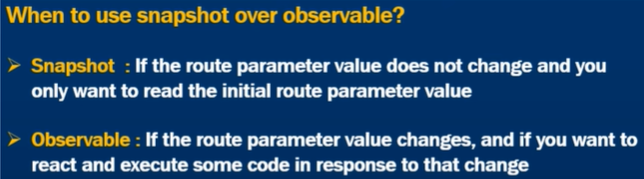 When to use snapshot over observable?
➢ Snapshot : If the route parameter value does not change and you
only want to read the initial route parameter value
➢ Observable : If the route parameter value changes, and if you want to
react and execute some code in response to that change